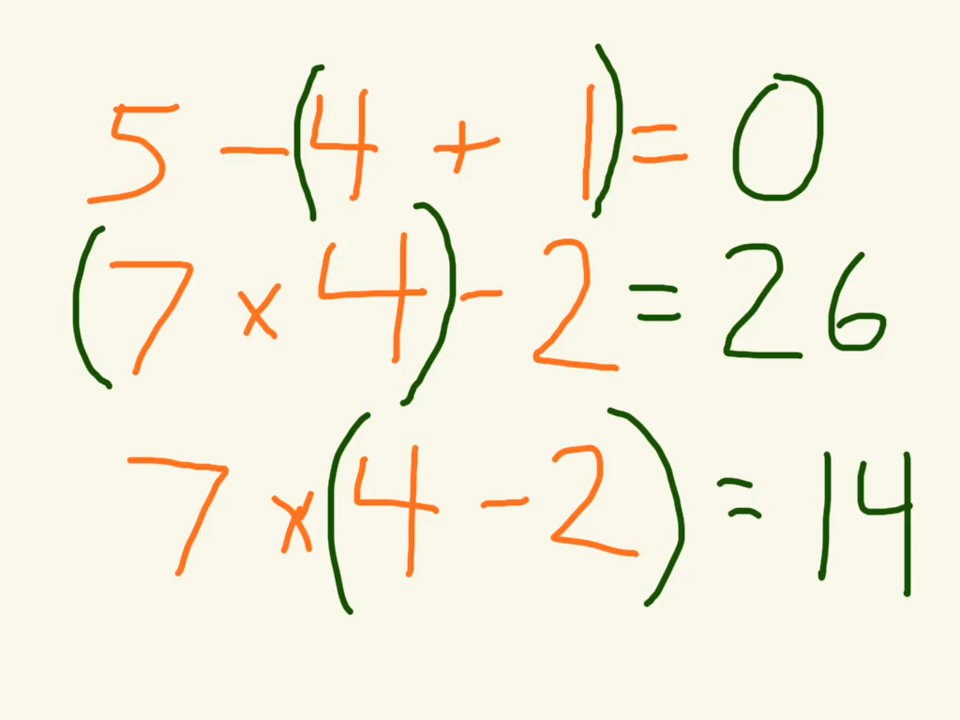 5 - (4 + 1) = 0
(7 x 4) - 2 = 26
7 x (4 - 2) = 14